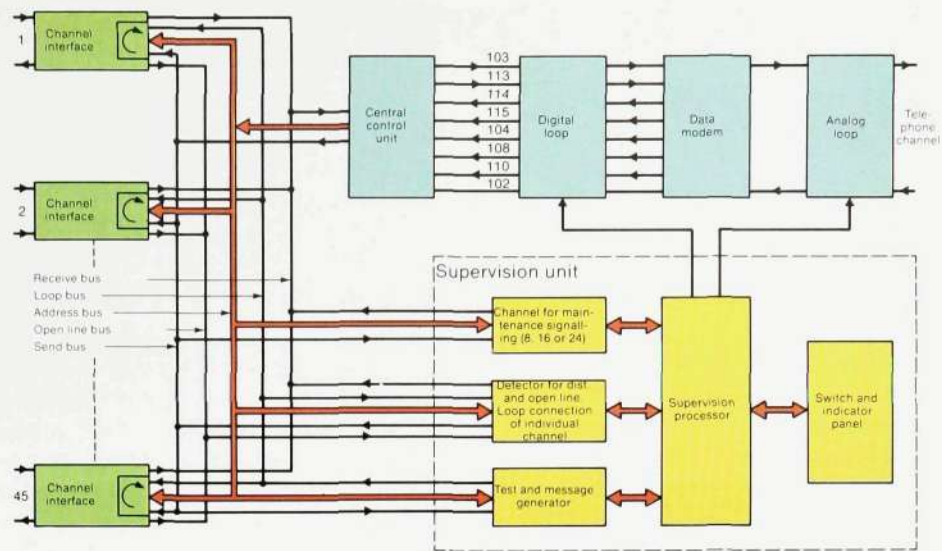 1
Channel
interface
2
Channel
interface
Receive bus
Loop bus
Address bus
Open line bus
Send bus
45
Channel
interface
Central
control
unit
103
113
114
115
104
108
110
102
Digital
loop
Data
modem
Analog
loop
Tele-
phone
channel
Supervision unit
Channel for main-
tenance signal-
ling (8, 16 or 24)
Detector for dist.
and open line.
Loop connection
of individual
channel
Test and message
generator
Supervision
processor
Switch and
indicator
panel